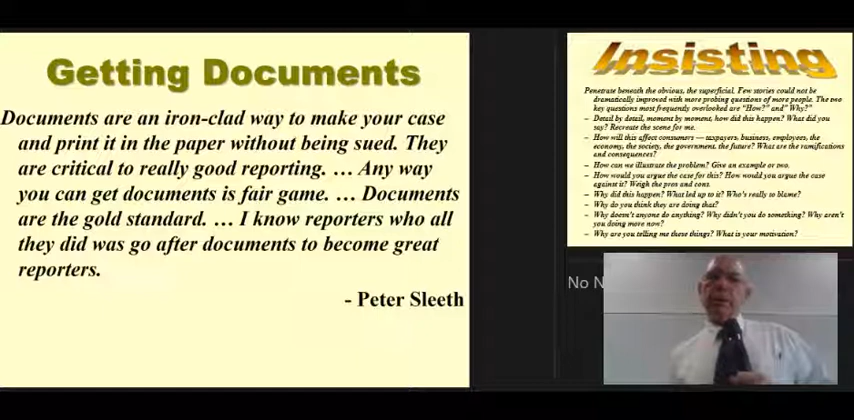 Getting Documents
Documents are an iron-clad way to make your case
and print it in the paper without being sued. They
are critical to really good reporting. … Any way
you can get documents is fair game. … Documents
are the gold standard. … I know reporters who all
they did was go after documents to become great
reporters.
- Peter Sleeth
Insisting
Penetrate beneath the obvious, the superficial. Few stories could not be
dramatically improved with more probing questions of more people. The two
key questions most frequently overlooked are "How?" and "Why?"
– Detail by detail, moment by moment, how did this happen? What did you
say? Recreate the scene for me.
– How will this affect consumers — taxpayers, business, employees, the
economy, the society, the government, the future? What are the ramifications
and consequences?
– How can we illustrate the problem? Give an example or two.
– How would you argue the case for this? How would you argue the case
against it? Weigh the pros and cons.
– Why did this happen? What led up to it? Who's really to blame?
– Why do you think they are doing that?
– Why doesn't anyone do anything? Why didn't you do something? Why aren't
you doing more now?
– Why are you telling me these things? What is your motivation?
No N